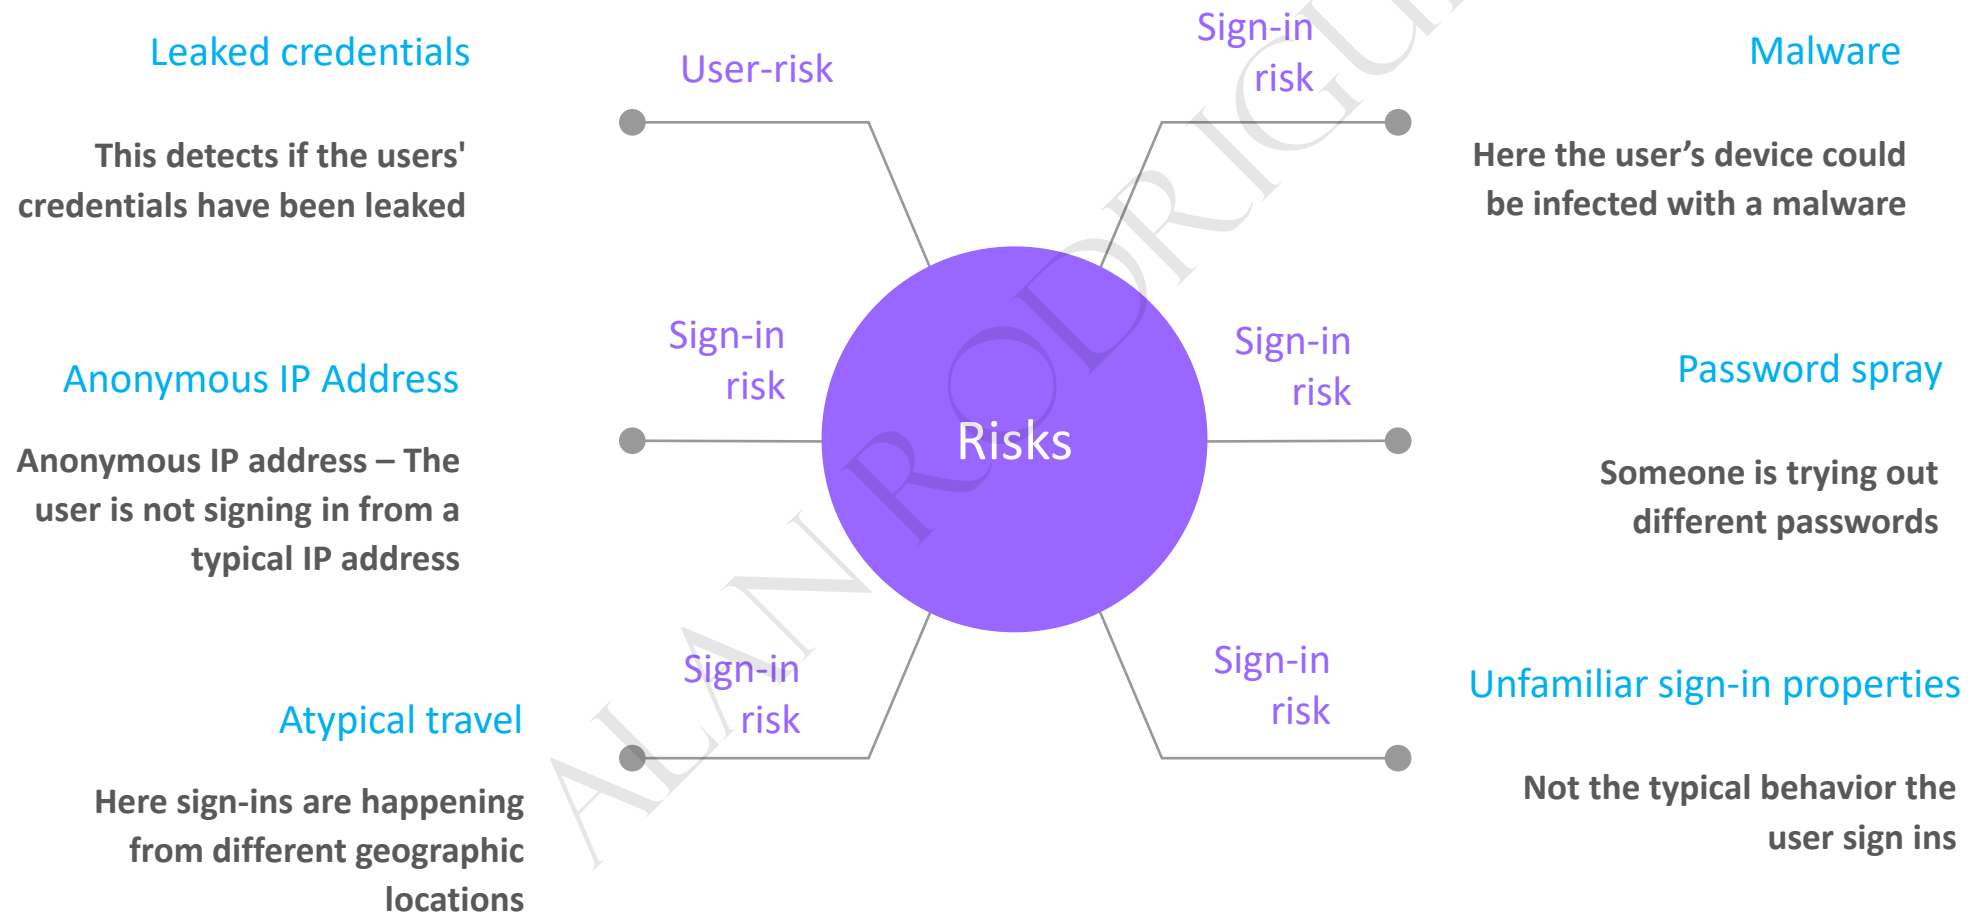 Leaked credentials
User-risk
This detects if the users'
credentials have been leaked
Sign-in
risk
Malware
Here the user’s device could
be infected with a malware
Anonymous IP Address
Sign-in
risk
Anonymous IP address – The
user is not signing in from a
typical IP address
Risks
Sign-in
risk
Password spray
Someone is trying out
different passwords
Atypical travel
Sign-in
risk
Here sign-ins are happening
from different geographic
locations
Sign-in
risk
Unfamiliar sign-in properties
Not the typical behavior the
user sign ins
ALAN